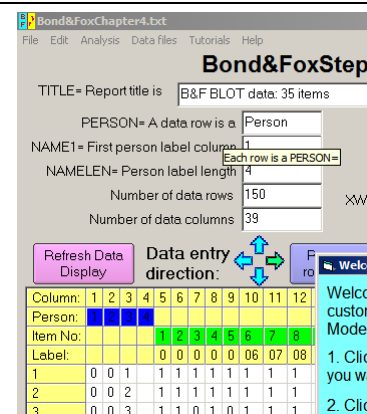 Bond&FoxChapter4.txt
File Edit Analysis Data files Tutorials Help
Bond&FoxStep
TITLE= Report title is B&F BLOT data: 35 items
PERSON= A data row is a Person
NAME1= First person label column 1
Each row is a PERSON=
NAMELEN= Person label length 4
Number of data rows 150
XW
Number of data columns 39
Refresh Data Display
Data entry direction:
P
ro
Welc
Column: 1 2 3 4 5 6 7 8 9 10 11 12
Person: 1 2 3 4
Item No: 1 2 3 4 5 6 7 8
Label: 0 0 0 0 0 06 07 08
1 0 0 1 1 1 1 1 1 1 1 1
2 0 0 2 1 1 1 1 1 1 1 1
3 0 0 3 1 1 0 1 0 1 1 1
Welco
custo
Mode
1. Clic
you wa
2. Clic